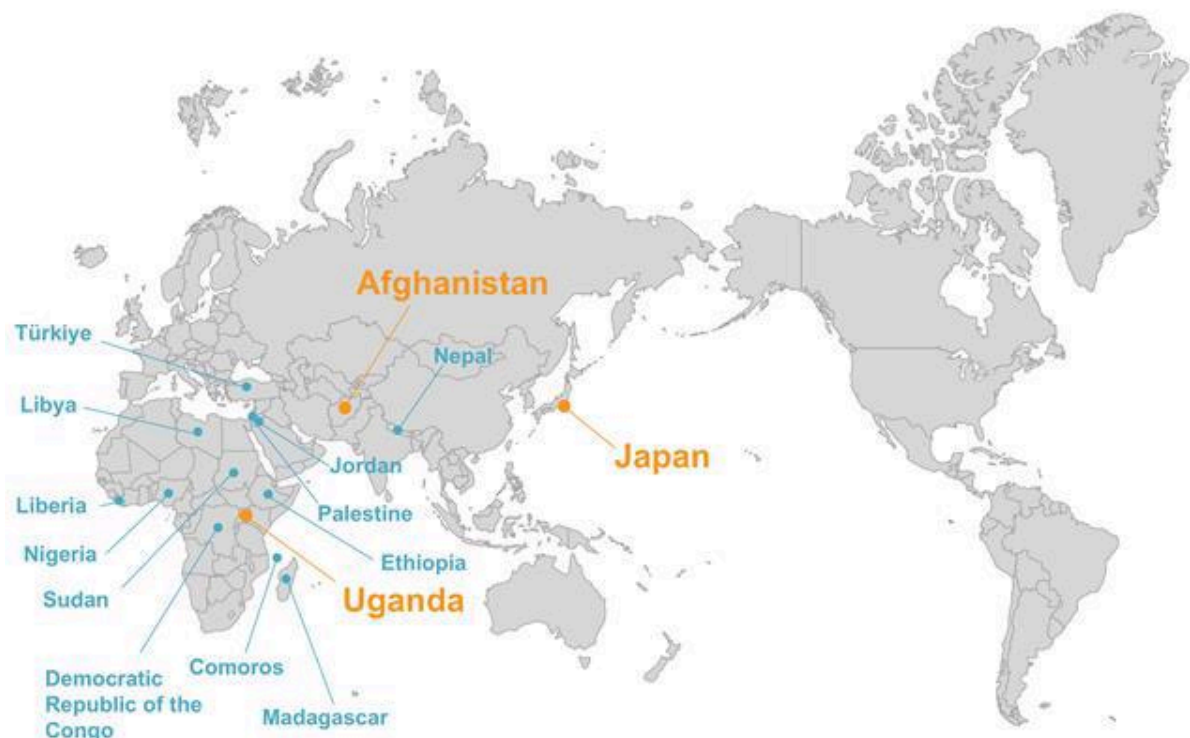 Afghanistan
Türkiye
Nepal
Libya
Japan
Jordan
Liberia
Palestine
Nigeria
Ethiopia
Sudan
Uganda
Comoros
Democratic
Republic of the
Congo
Madagascar